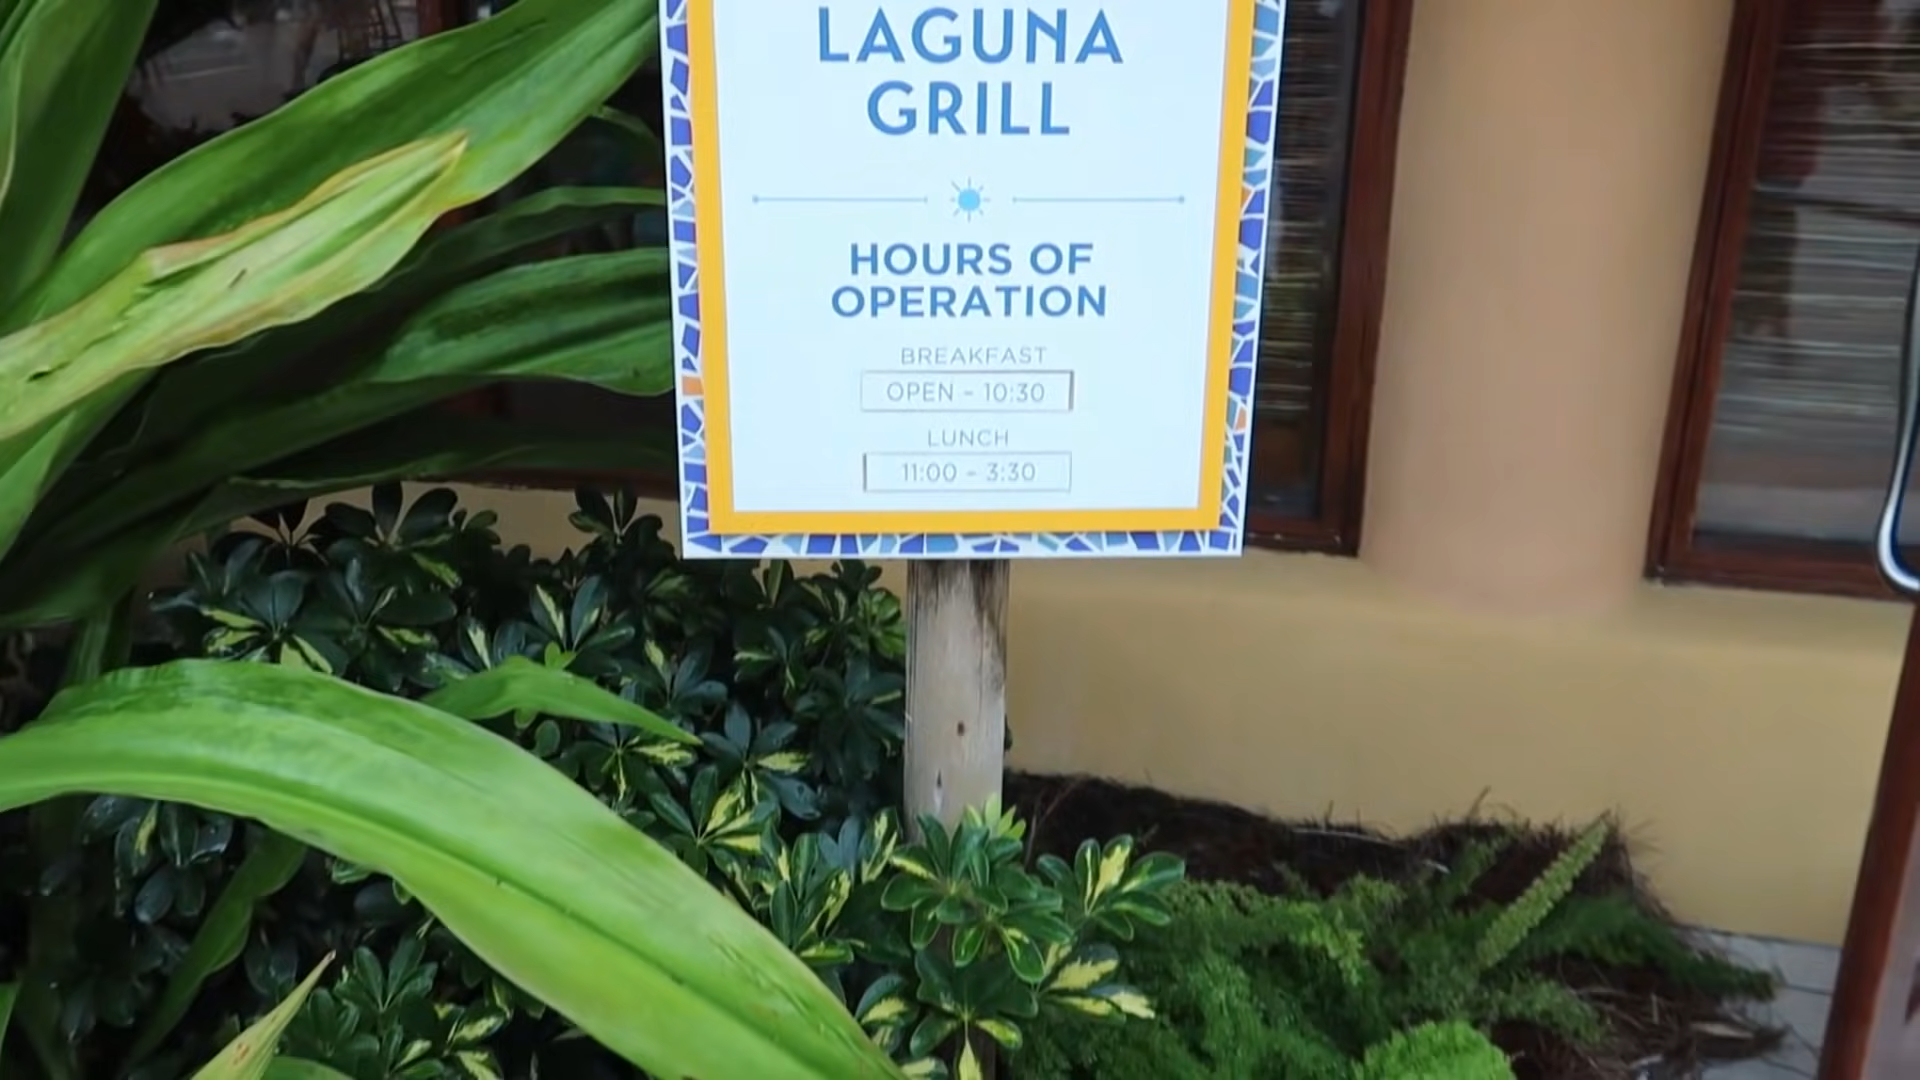 LAGUNA
GRILL
HOURS OF
OPERATION
BREAKFAST
OPEN – 10:30
LUNCH
11:00 – 3:30